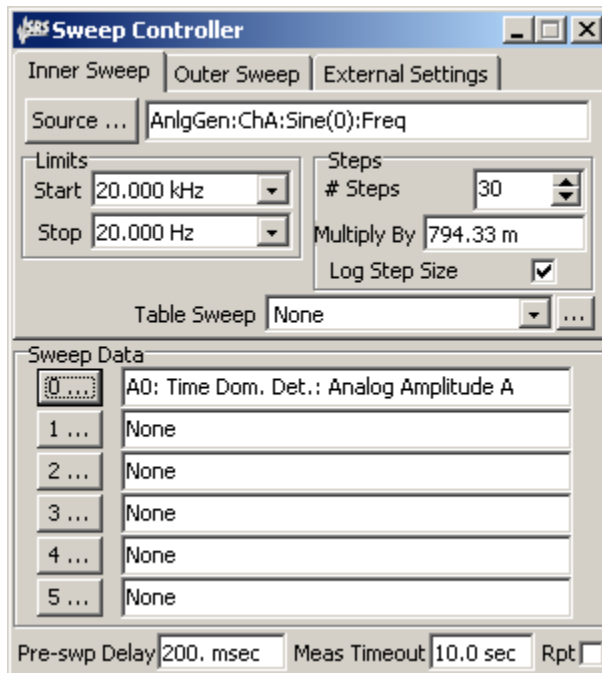 SRS Sweep Controller
Inner Sweep Outer Sweep External Settings
Source ... AnlgGen:ChA:Sine(0):Freq
Limits
Start 20.000 kHz
Stop 20.000 Hz
Steps
# Steps 30
Multiply By 794.33 m
Log Step Size
Table Sweep None ...
Sweep Data
0 ... A0: Time Dom. Det.: Analog Amplitude A
1 ... None
2 ... None
3 ... None
4 ... None
5 ... None
Pre-swp Delay 200. msec Meas Timeout 10.0 sec Rpt